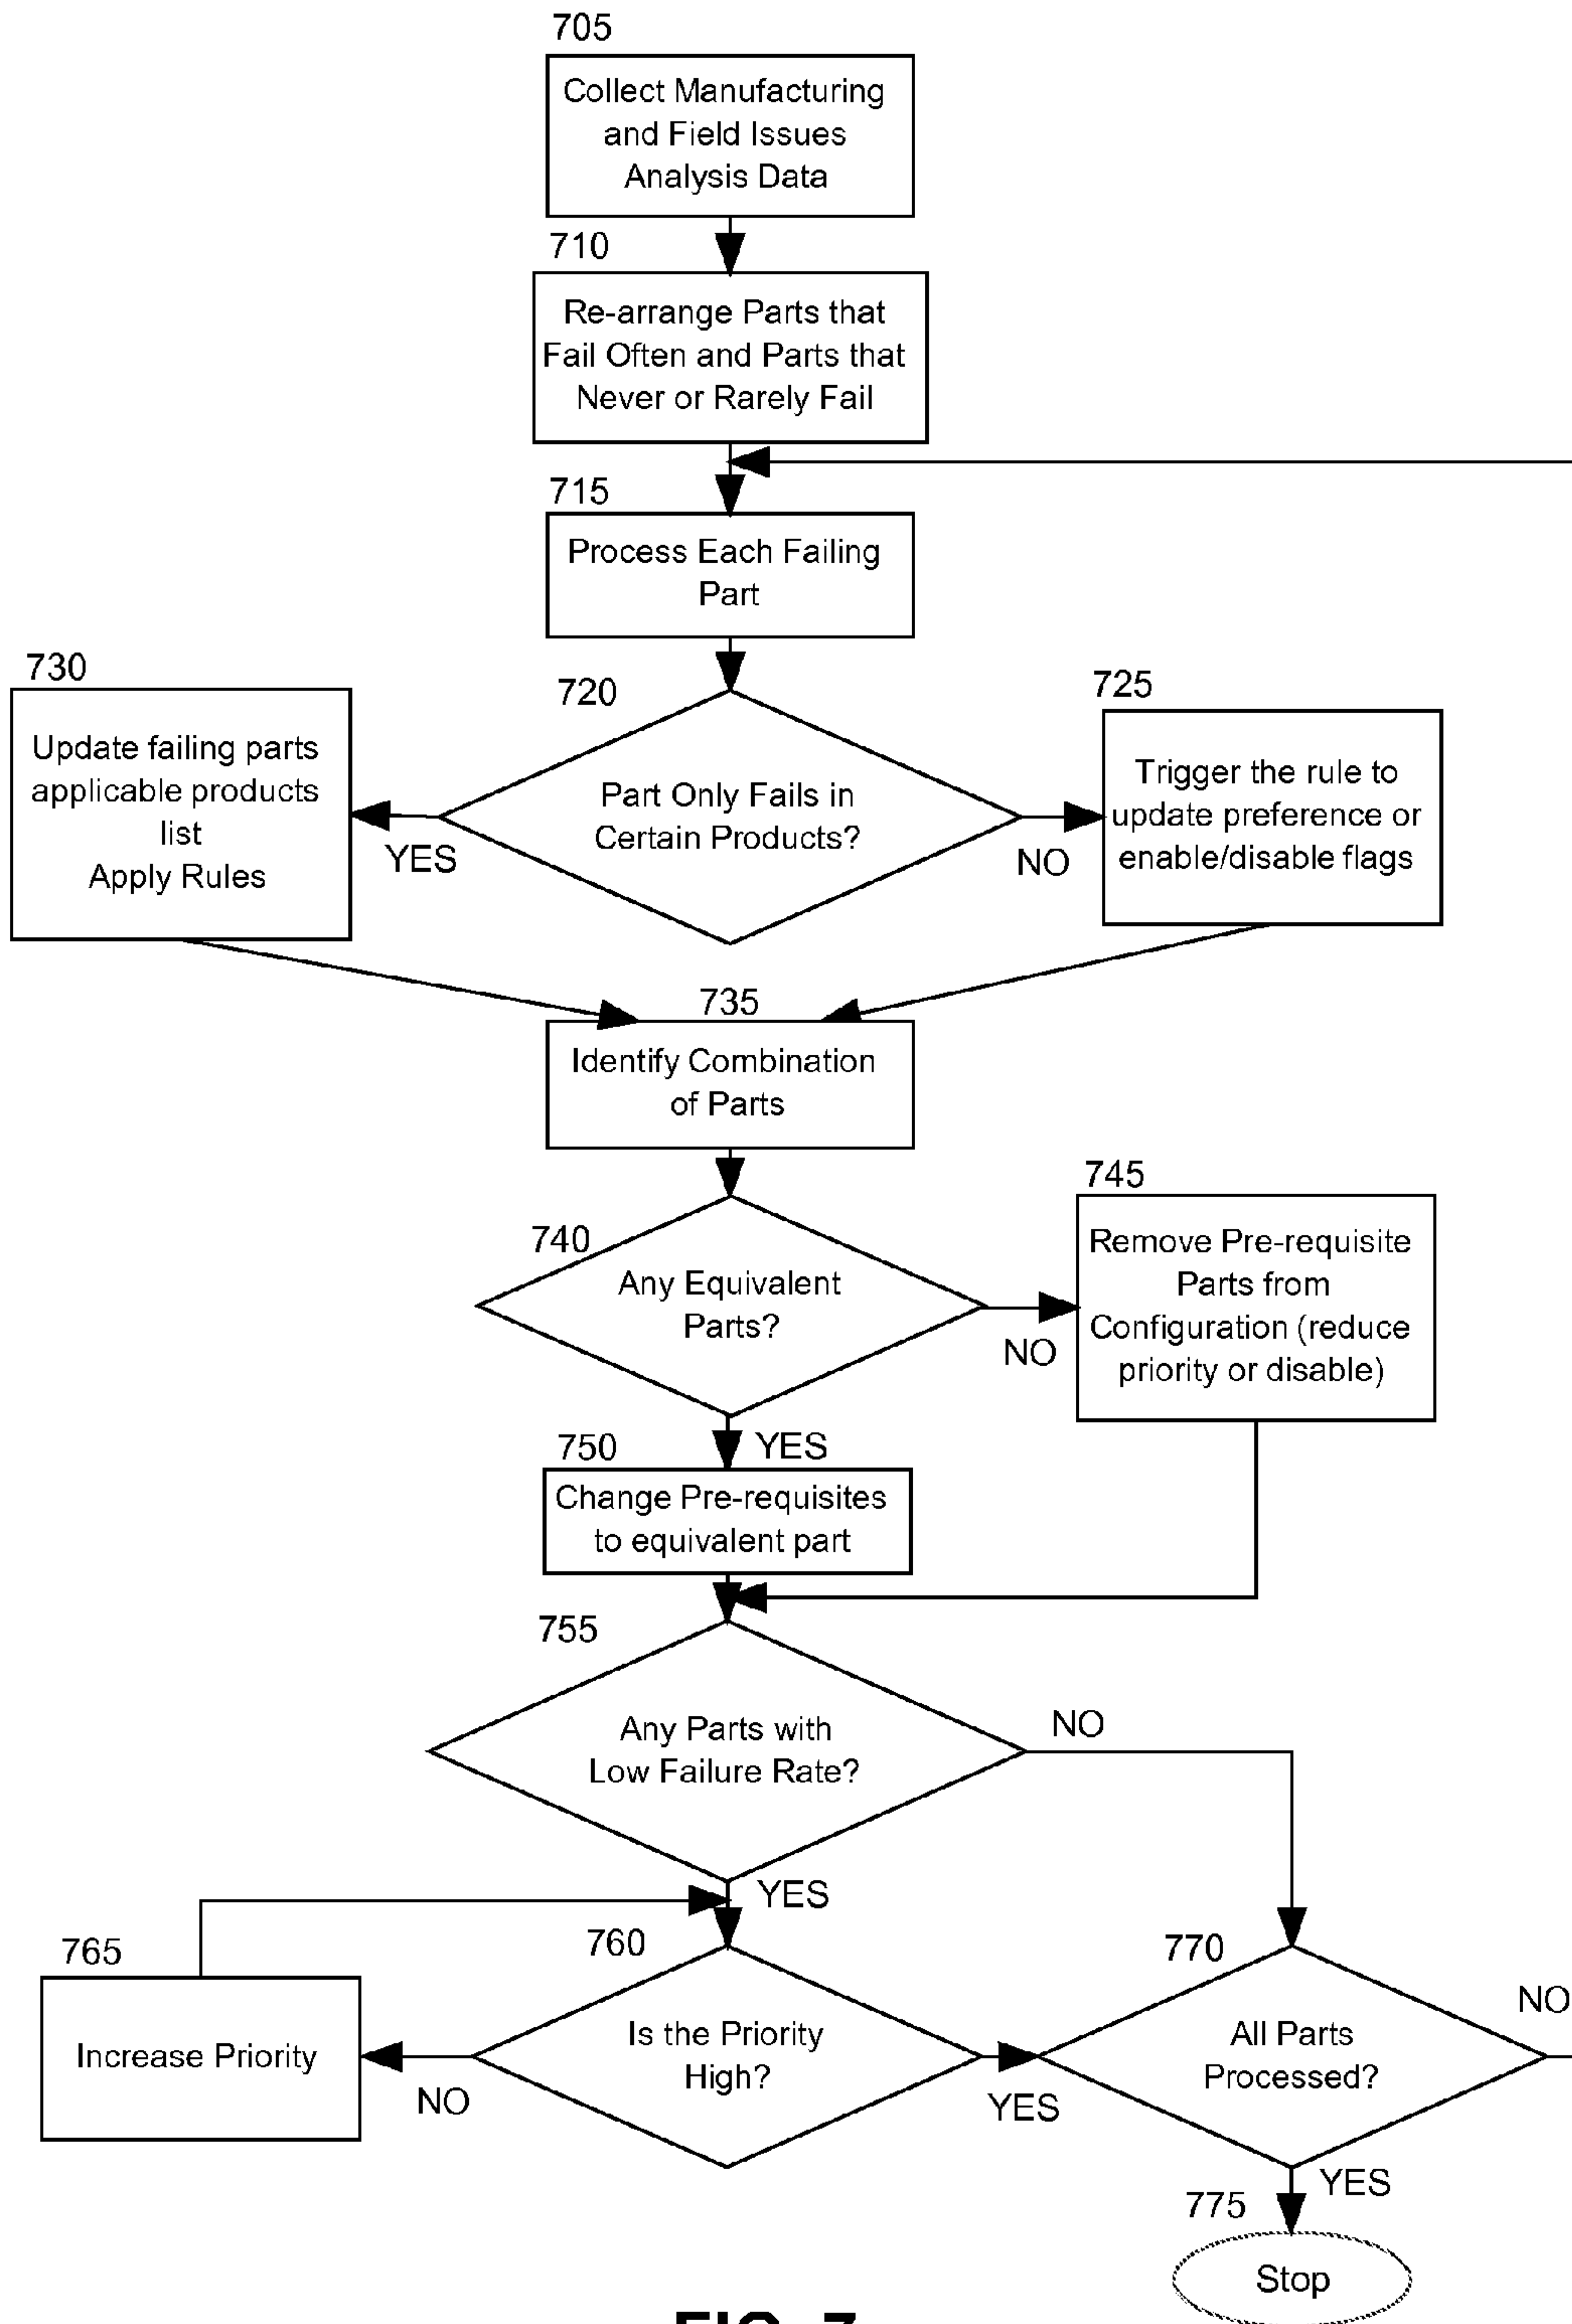 705
Collect Manufacturing
and Field Issues
Analysis Data
710
Re-arrange Parts that
Fail Often and Parts that
Never or Rarely Fail
715
Process Each Failing
Part
730
Update failing parts
applicable products
list
Apply Rules
720
Part Only Fails in
Certain Products?
YES
NO
725
Trigger the rule to
update preference or
enable/disable flags
735
Identify Combination
of Parts
740
Any Equivalent
Parts?
NO
745
Remove Pre-requisite
Parts from
Configuration (reduce
priority or disable)
YES
750
Change Pre-requisites
to equivalent part
755
Any Parts with
Low Failure Rate?
NO
YES
765
Increase Priority
760
Is the Priority
High?
NO
YES
770
All Parts
Processed?
NO
YES
775
Stop
FIG. 7